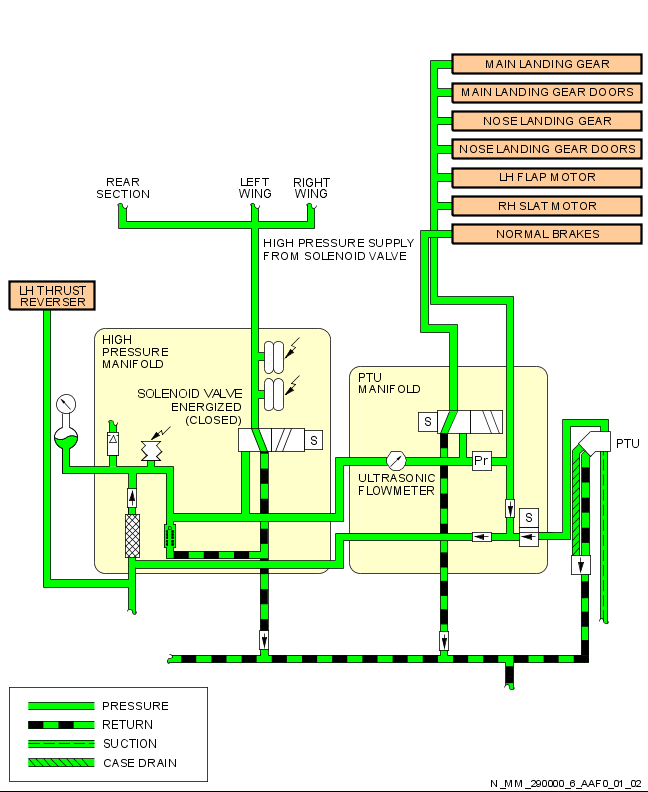 MAIN LANDING GEAR
MAIN LANDING GEAR DOORS
NOSE LANDING GEAR
NOSE LANDING GEAR DOORS
LH FLAP MOTOR
RH SLAT MOTOR
NORMAL BRAKES
REAR
SECTION
LEFT
WING
RIGHT
WING
HIGH PRESSURE SUPPLY
FROM SOLENOID VALVE
LH THRUST
REVERSER
HIGH
PRESSURE
MANIFOLD
SOLENOID VALVE
ENERGIZED
(CLOSED)
S
PTU
MANIFOLD
S
PTU
Pr
ULTRASONIC
FLOWMETER
S
PRESSURE
RETURN
SUCTION
CASE DRAIN
N_MM_290000_6_AAF0_01_02